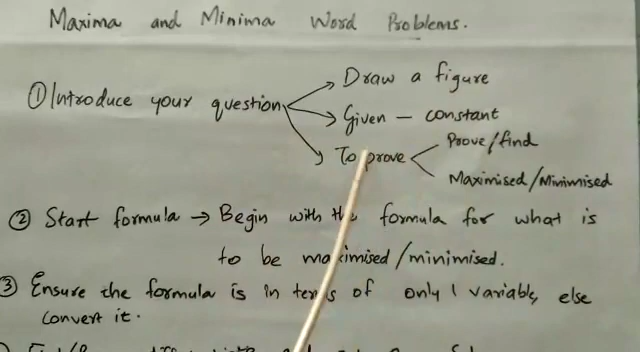 Maxima and Minima Word Problems.
① Introduce your question
Draw a figure
Given – constant
To prove
Prove/find
Maximised/Minimised
② Start formula → Begin with the formula for what is
to be maximised/minimised.
③ Ensure the formula is in terms of only 1 variable, else
convert it.